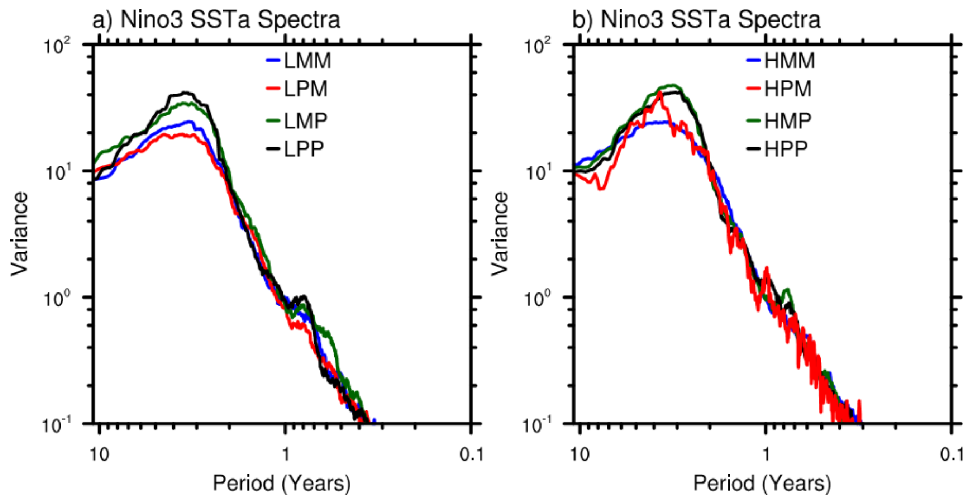 a) Nino3 SSTa Spectra
10²
10¹
10⁰
10⁻¹
Variance
LMM
LPM
LMP
LPP
10
1
0.1
Period (Years)
b) Nino3 SSTa Spectra
10²
10¹
10⁰
10⁻¹
Variance
HMM
HPM
HMP
HPP
10
1
0.1
Period (Years)